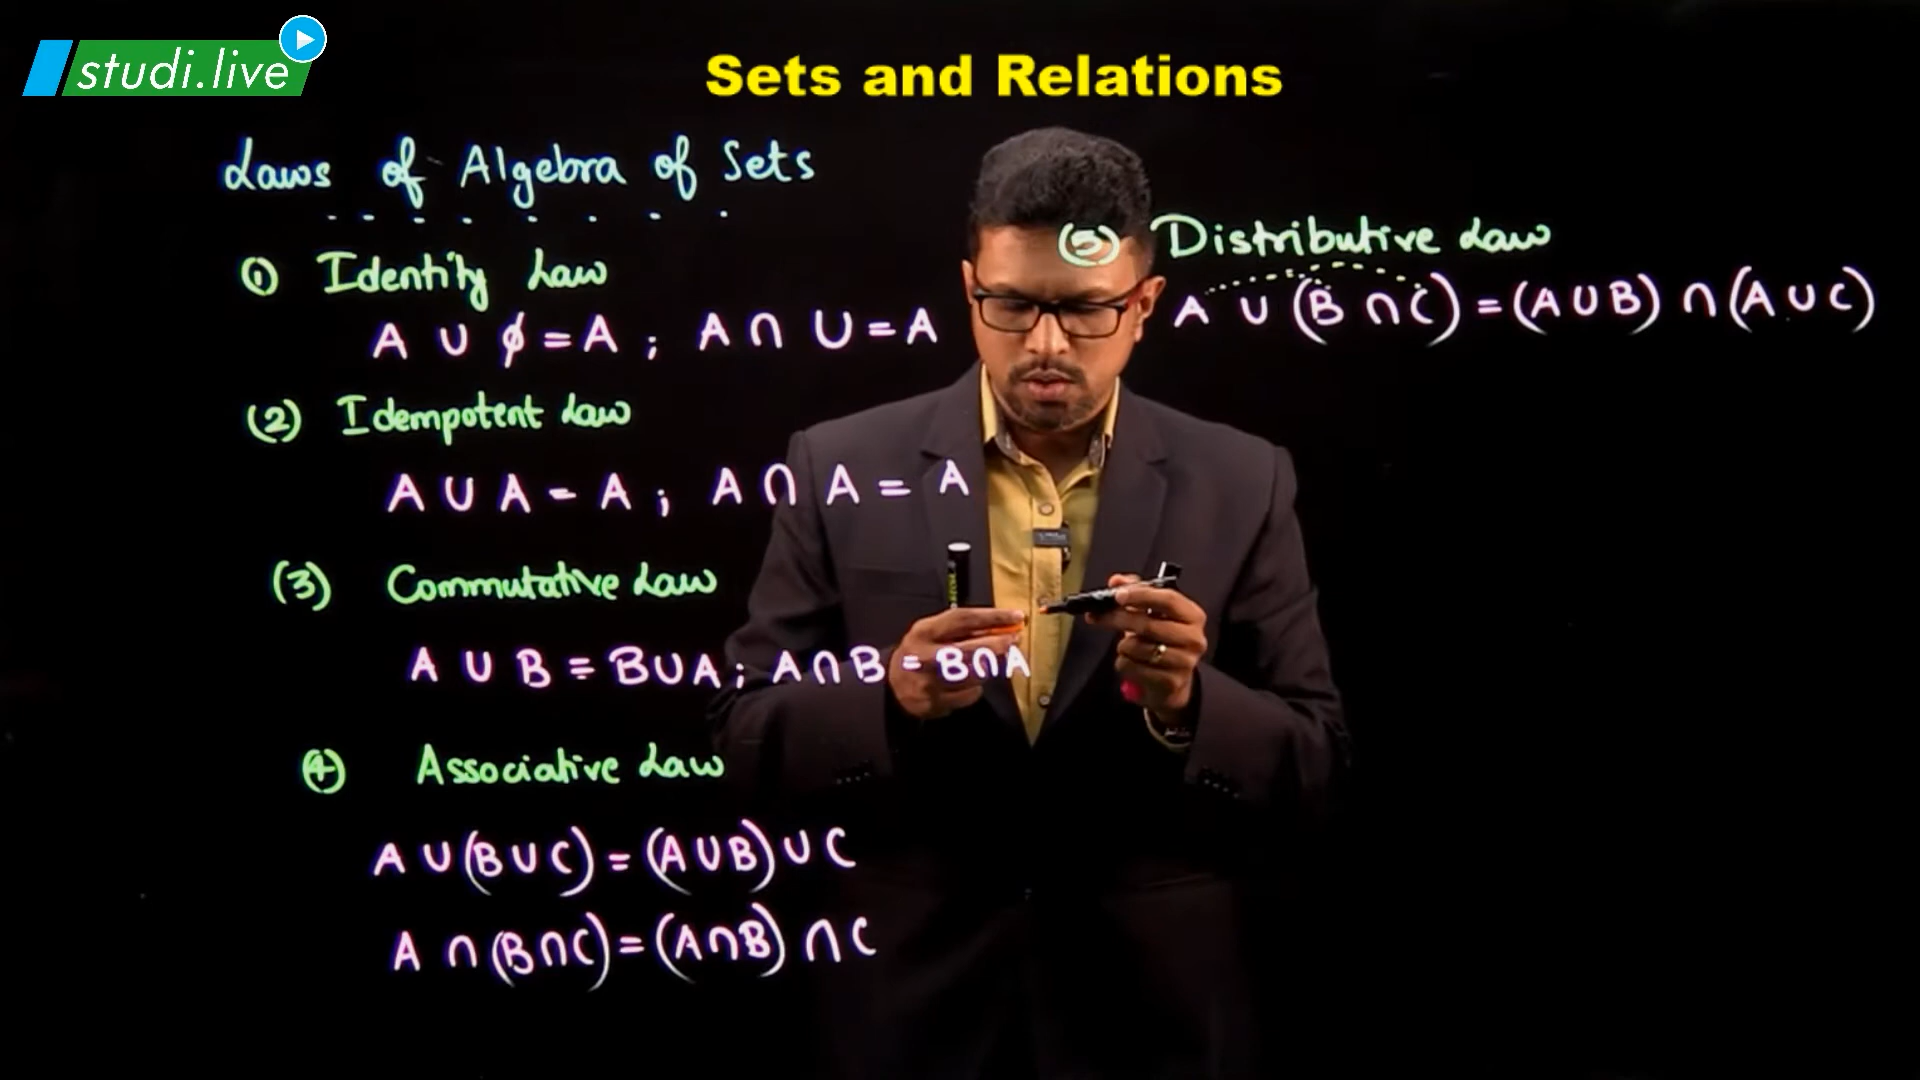 studi.live
Sets and Relations
Laws of Algebra of Sets
① Identity Law
A ∪ ϕ = A ; A ∩ U = A
(2) Idempotent Law
A ∪ A = A ; A ∩ A = A
(3) Commutative Law
A ∪ B = B ∪ A ; A ∩ B = B ∩ A
(4) Associative Law
A ∪ (B ∪ C) = (A ∪ B) ∪ C
A ∩ (B ∩ C) = (A ∩ B) ∩ C
(5) Distributive Law
A ∪ (B ∩ C) = (A ∪ B) ∩ (A ∪ C)